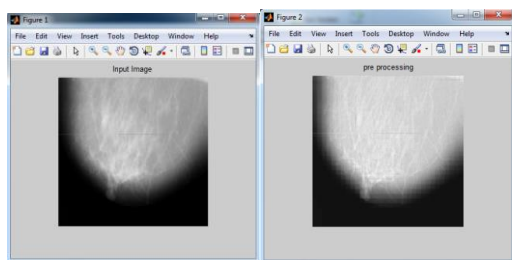 Figure 1
File Edit View Insert Tools Desktop Window Help
Input Image
Figure 2
File Edit View Insert Tools Desktop Window Help
pre processing